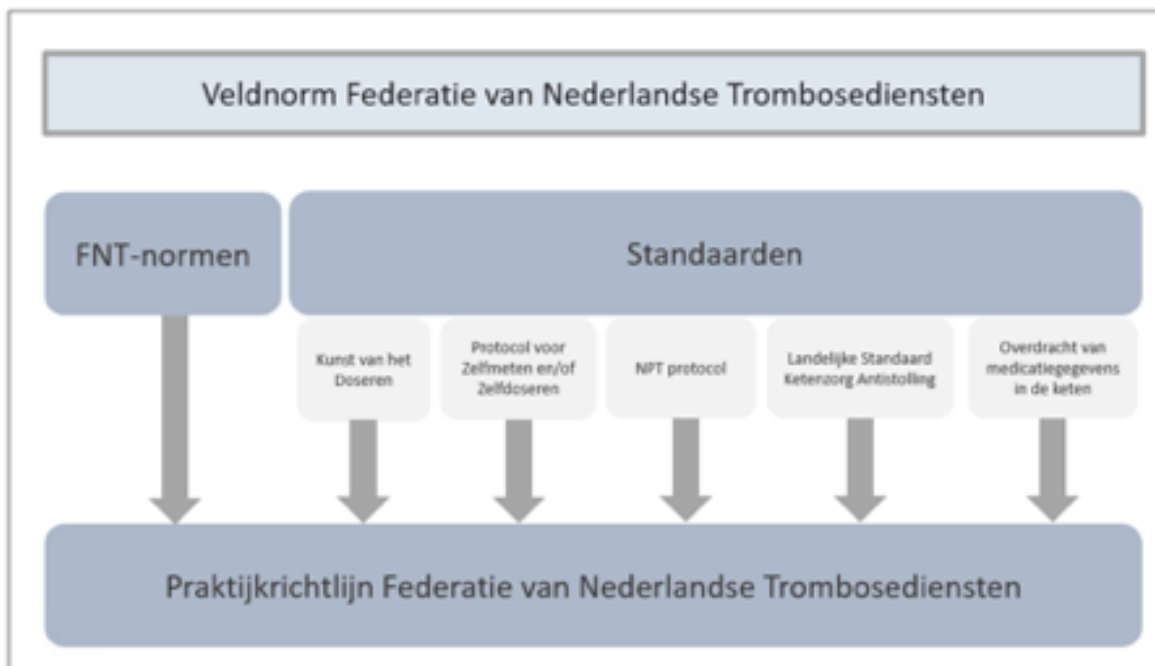 Veldnorm Federatie van Nederlandse Trombosediensten
FNT-normen
Standaarden
Kunst van het
Doseren
Protocol voor
Zelfmeten en/of
Zelfdoseren
NPT protocol
Landelijke Standaard
Ketenzorg Antistolling
Overdracht van
medicatiegegevens
in de keten
Praktijkrichtlijn Federatie van Nederlandse Trombosediensten